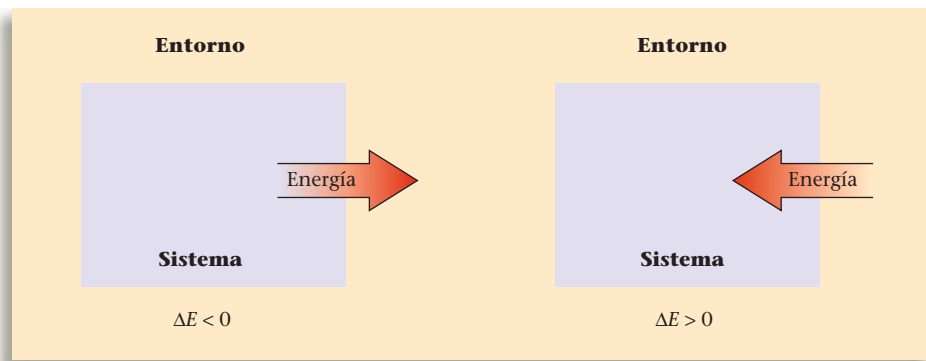 Entorno
Energía
Sistema
ΔE < 0
Entorno
Energía
Sistema
ΔE > 0